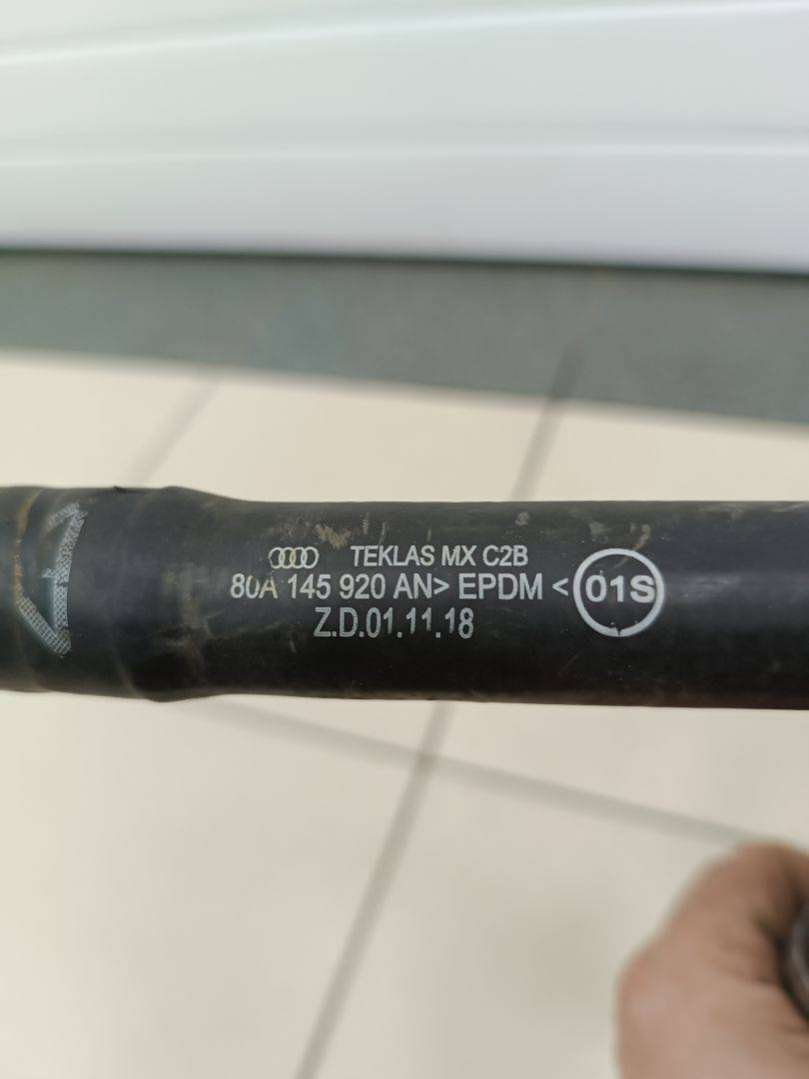 TEKLAS MX C2B
80A 145 920 AN> EPDM < 01S
Z.D.01.11.18